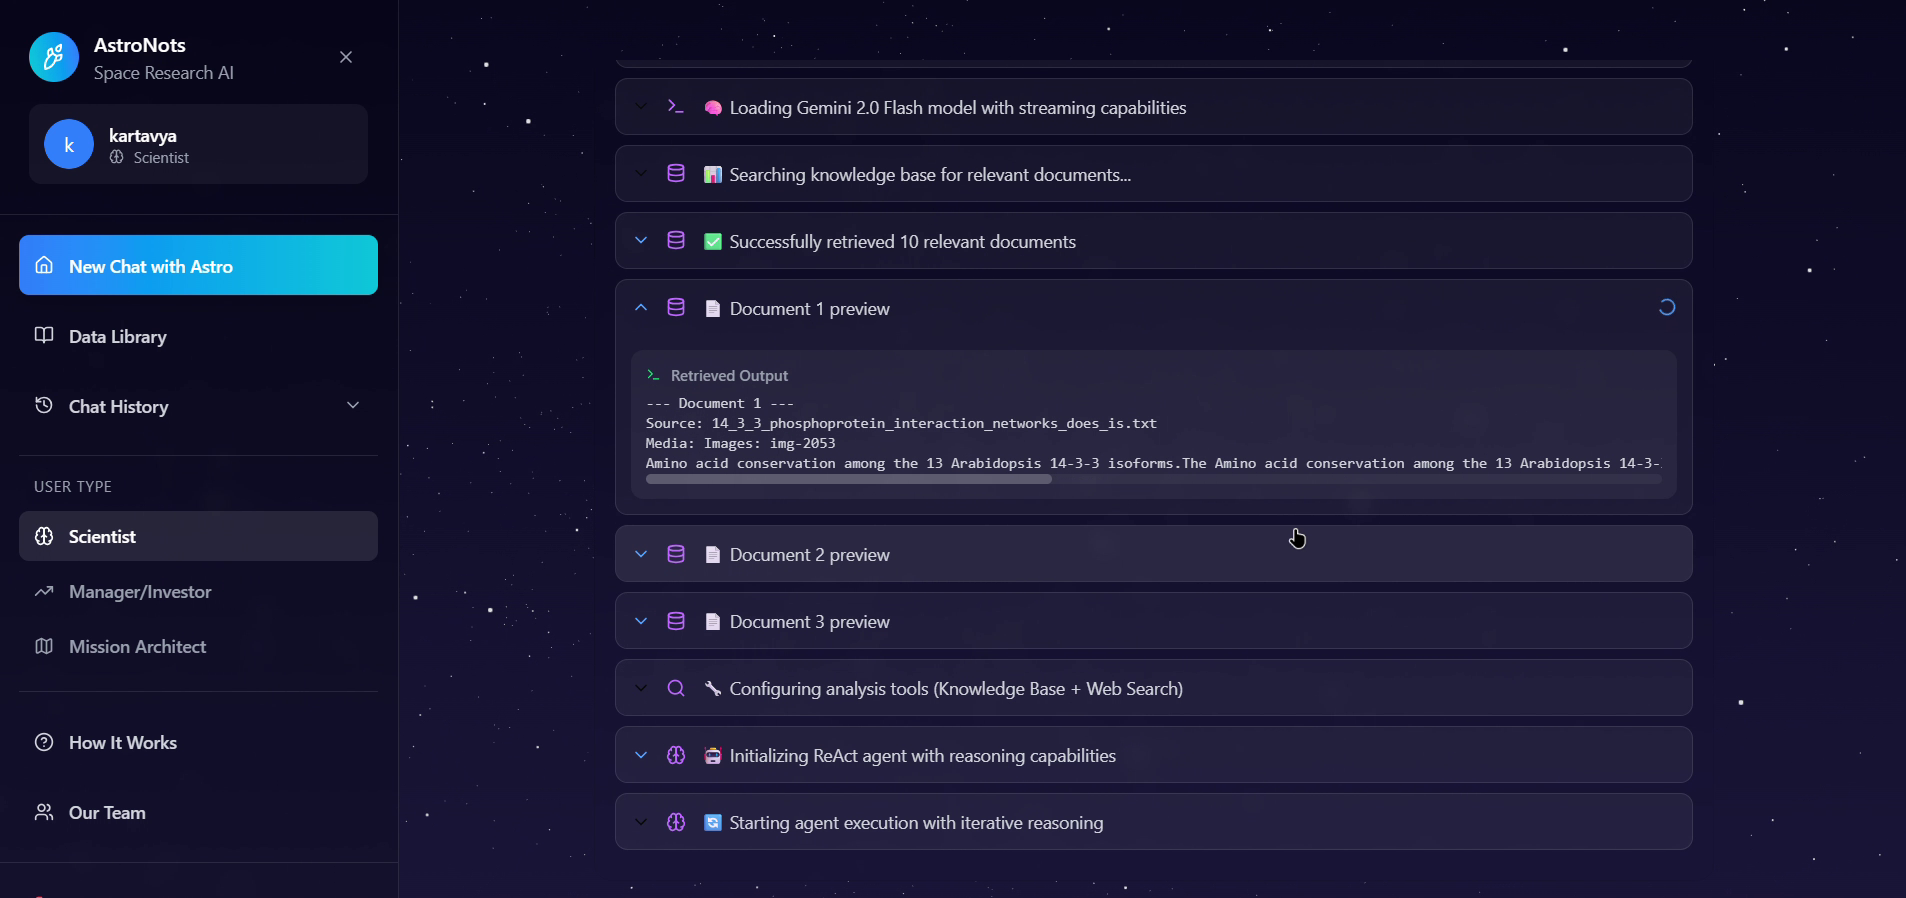 AstroNots
Space Research AI
k
kartavya
Scientist
New Chat with Astro
Data Library
Chat History
USER TYPE
Scientist
Manager/Investor
Mission Architect
How It Works
Our Team
Loading Gemini 2.0 Flash model with streaming capabilities
Searching knowledge base for relevant documents...
Successfully retrieved 10 relevant documents
Document 1 preview
Retrieved Output
--- Document 1 ---
Source: 14_3_3_phosphoprotein_interaction_networks_does_is.txt
Media: Images: img-2053
Amino acid conservation among the 13 Arabidopsis 14-3-3 isoforms.The Amino acid conservation among the 13 Arabidopsis 14-3-
Document 2 preview
Document 3 preview
Configuring analysis tools (Knowledge Base + Web Search)
Initializing ReAct agent with reasoning capabilities
Starting agent execution with iterative reasoning